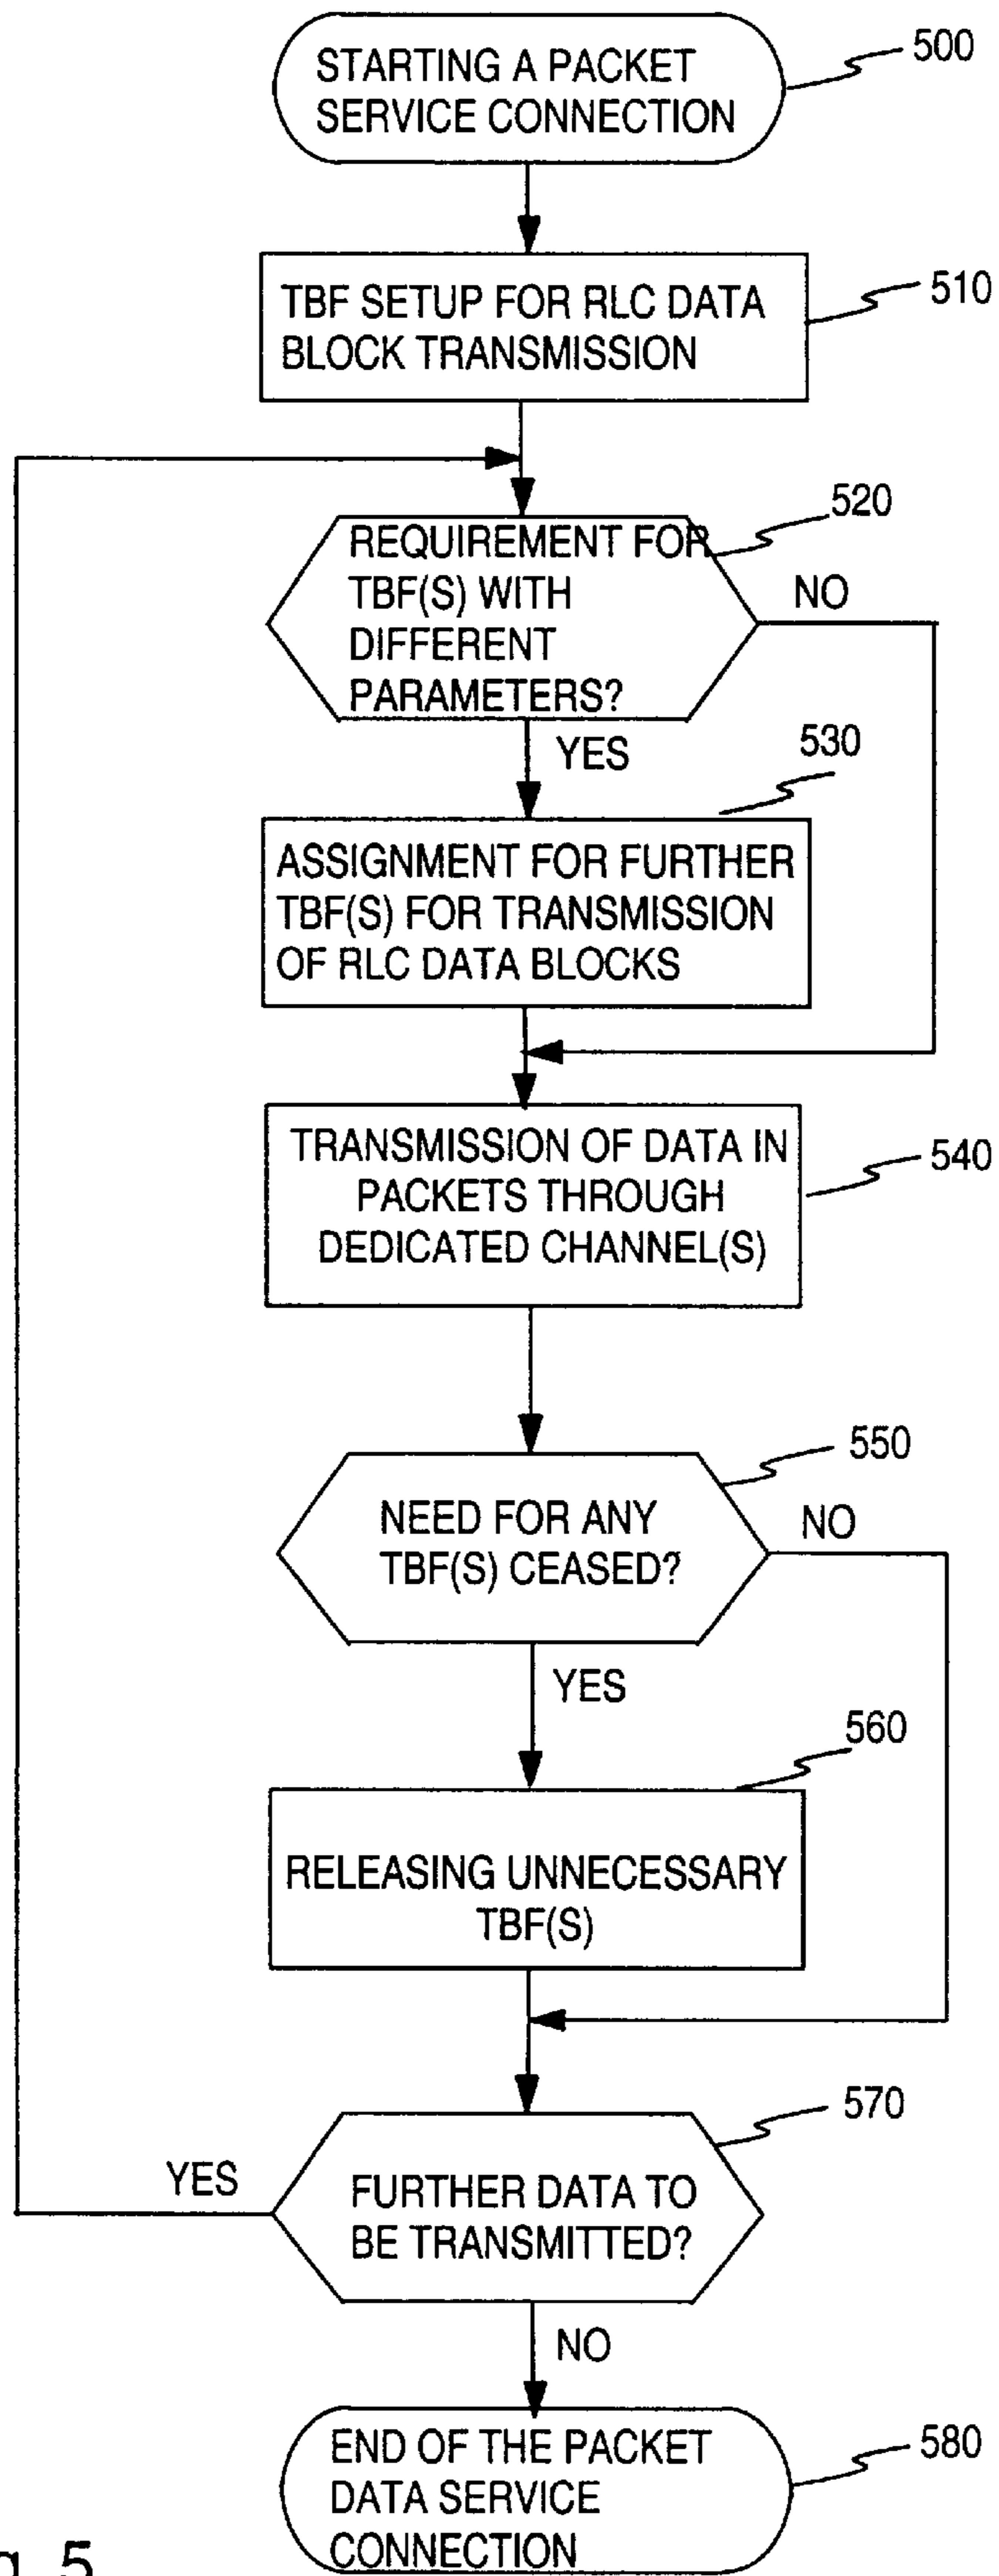 STARTING A PACKET
SERVICE CONNECTION
500
TBF SETUP FOR RLC DATA
BLOCK TRANSMISSION
510
520
REQUIREMENT FOR
TBF(S) WITH
DIFFERENT
PARAMETERS?
NO
YES
530
ASSIGNMENT FOR FURTHER
TBF(S) FOR TRANSMISSION
OF RLC DATA BLOCKS
TRANSMISSION OF DATA IN
PACKETS THROUGH
DEDICATED CHANNEL(S)
540
550
NEED FOR ANY
TBF(S) CEASED?
NO
YES
560
RELEASING UNNECESSARY
TBF(S)
570
YES
FURTHER DATA TO
BE TRANSMITTED?
NO
END OF THE PACKET
DATA SERVICE
CONNECTION
580
5